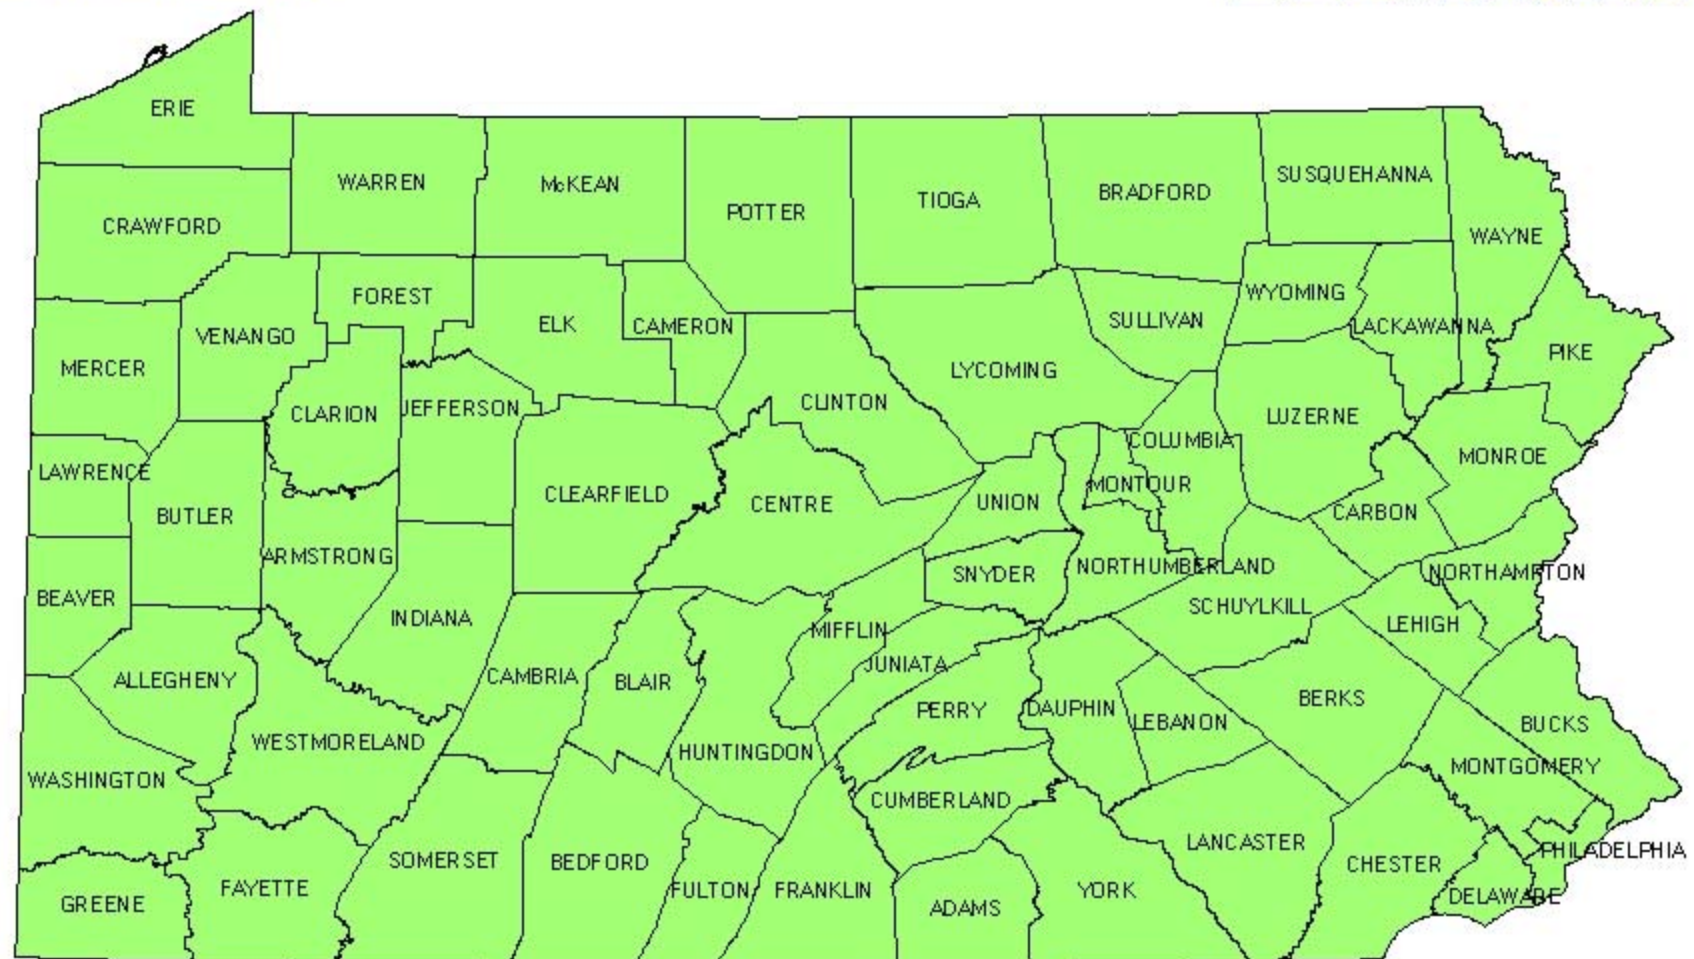 ERIE
WARREN
McKEAN
POTTER
TIOGA
BRADFORD
SUSQUEHANNA
WAYNE
CRAWFORD
FOREST
VENANGO
ELK
CAMERON
SULLIVAN
WYOMING
LACKAWANNA
PIKE
MERCER
CLARION
JEFFERSON
CLINTON
LYCOMING
LUZERNE
COLUMBIA
MONROE
LAWRENCE
BUTLER
CLEARFIELD
CENTRE
UNION
MONTOUR
CARBON
ARMSTRONG
BEAVER
INDIANA
SNYDER
NORTHUMBERLAND
NORTHAMPTON
SCHUYLKILL
LEHIGH
MIFFLIN
JUNIATA
ALLEGHENY
CAMBRIA
BLAIR
PERRY
DAUPHIN
LEBANON
BERKS
BUCKS
WESTMORELAND
HUNTINGDON
WASHINGTON
MONTGOMERY
CUMBERLAND
LANCASTER
PHILADELPHIA
SOMERSET
BEDFORD
CHESTER
GREENE
FAYETTE
FULTON
FRANKLIN
ADAMS
YORK
DELAWARE